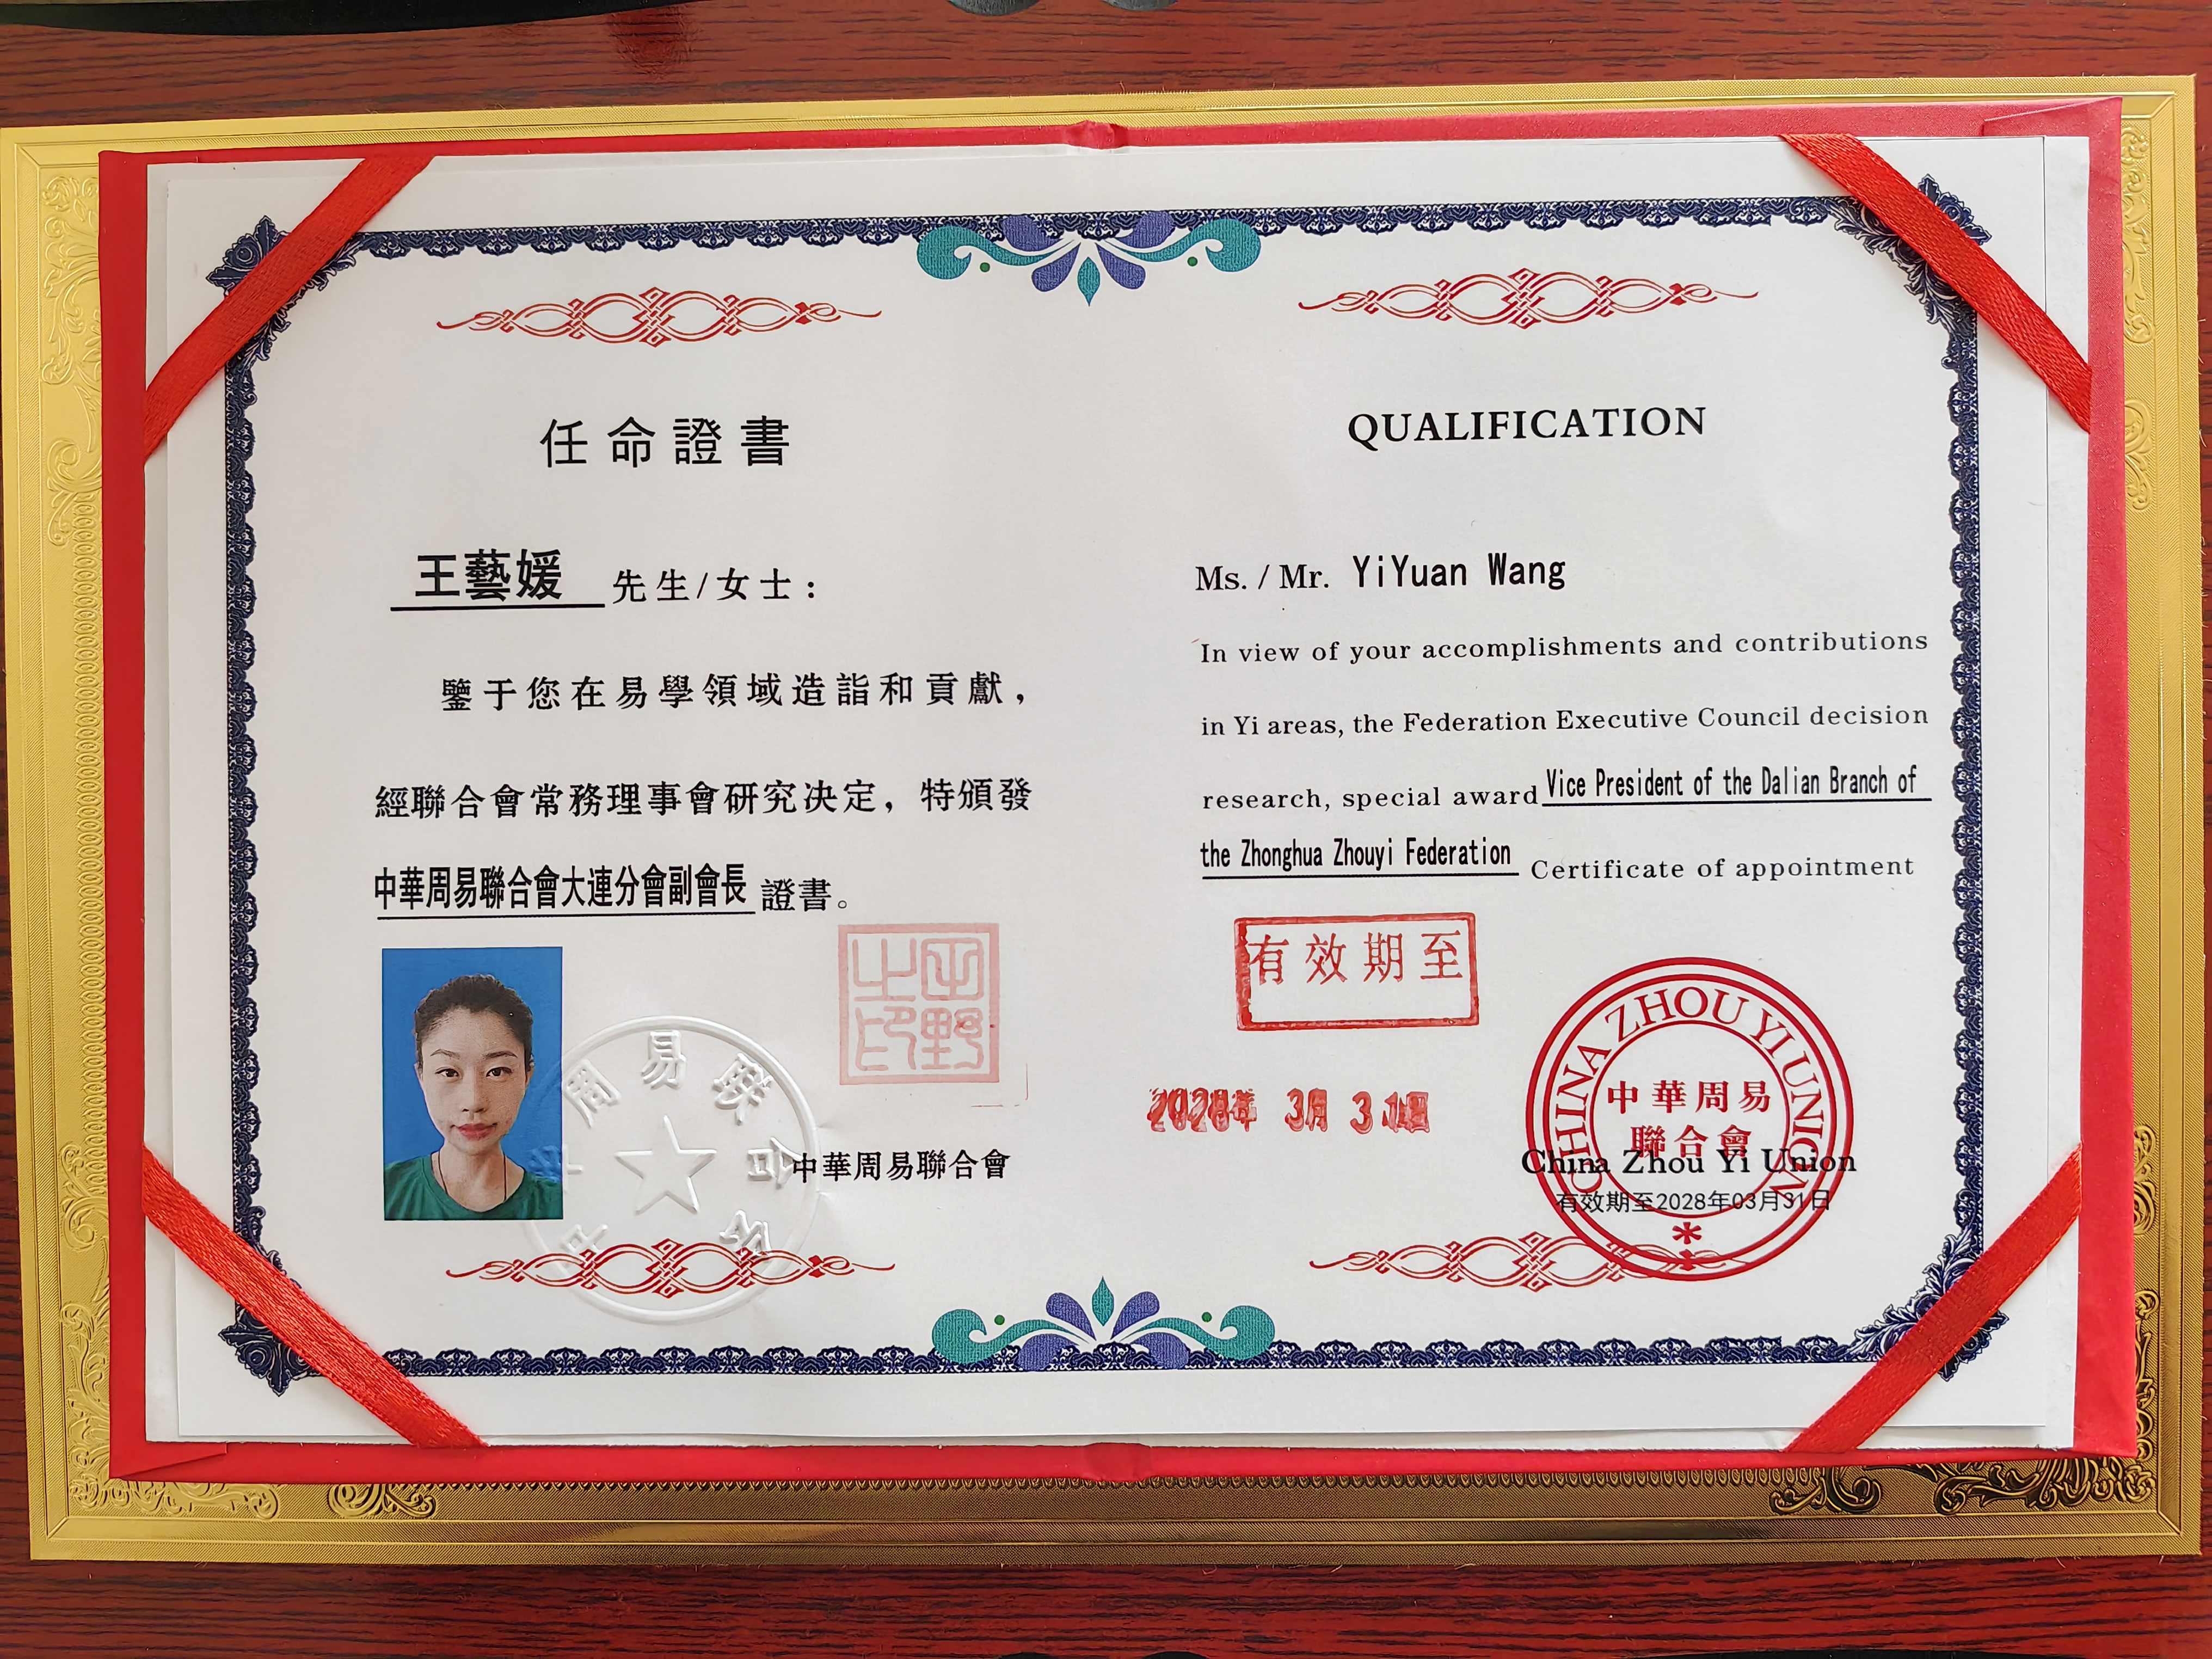 任命證書
王藝媛 先生/女士:
鑒于您在易學領域造詣和貢獻,
經聯合會常務理事會研究決定,特頒發
中華周易聯合會大連分會副會長 證書。
周易联合会
中華周易聯合會
QUALIFICATION
Ms. / Mr. YiYuan Wang
In view of your accomplishments and contributions
in Yi areas, the Federation Executive Council decision
research, special award Vice President of the Dalian Branch of
the Zhonghua Zhouyi Federation Certificate of appointment
有效期至
2028年 3月 31日
CHINA ZHOU YI UNION
中華周易
聯合會
China Zhou Yi Union
有效期至2028年03月31日